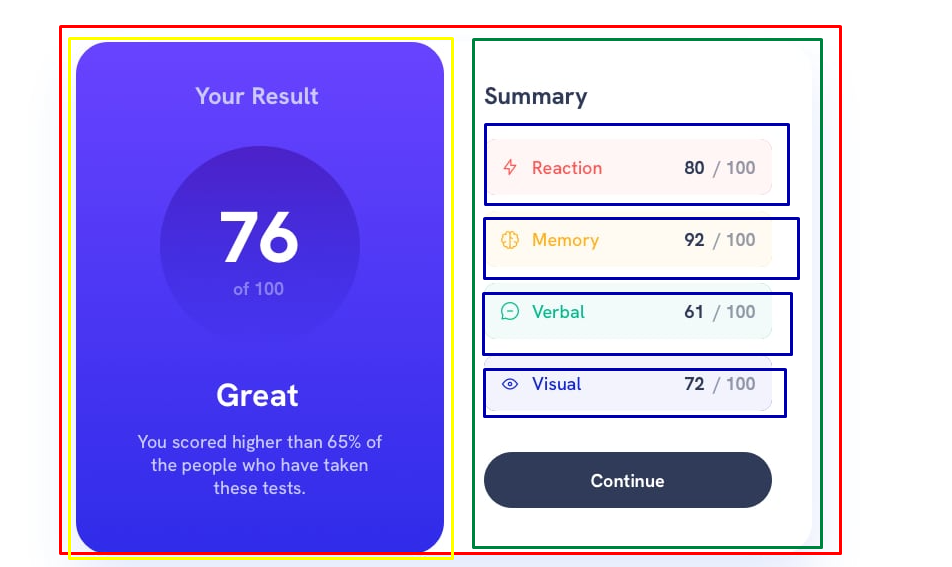 Your Result
76
of 100
Great
You scored higher than 65% of
the people who have taken
these tests.
Summary
Reaction 80 / 100
Memory 92 / 100
Verbal 61 / 100
Visual 72 / 100
Continue